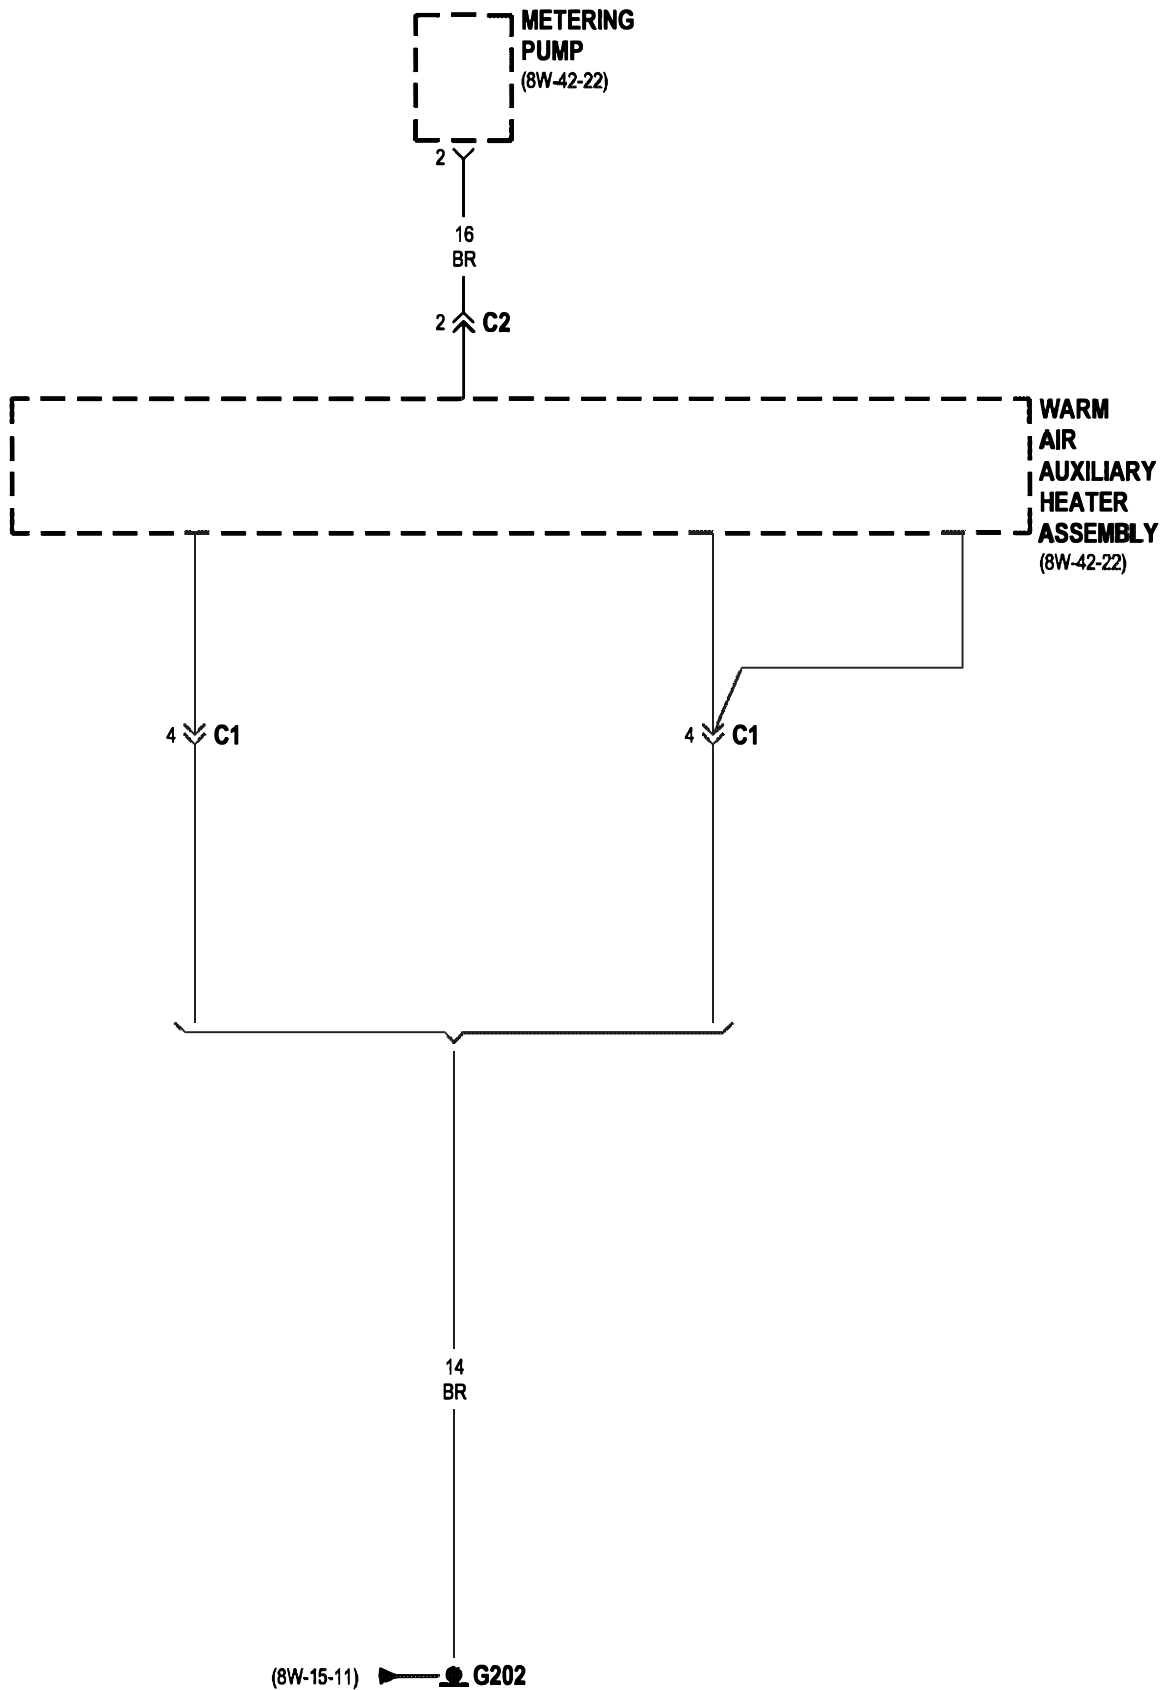 METERING
PUMP
(8W-42-22)
2
16
BR
2 C2
WARM
AIR
AUXILIARY
HEATER
ASSEMBLY
(8W-42-22)
4 C1
4 C1
14
BR
(8W-15-11) G202